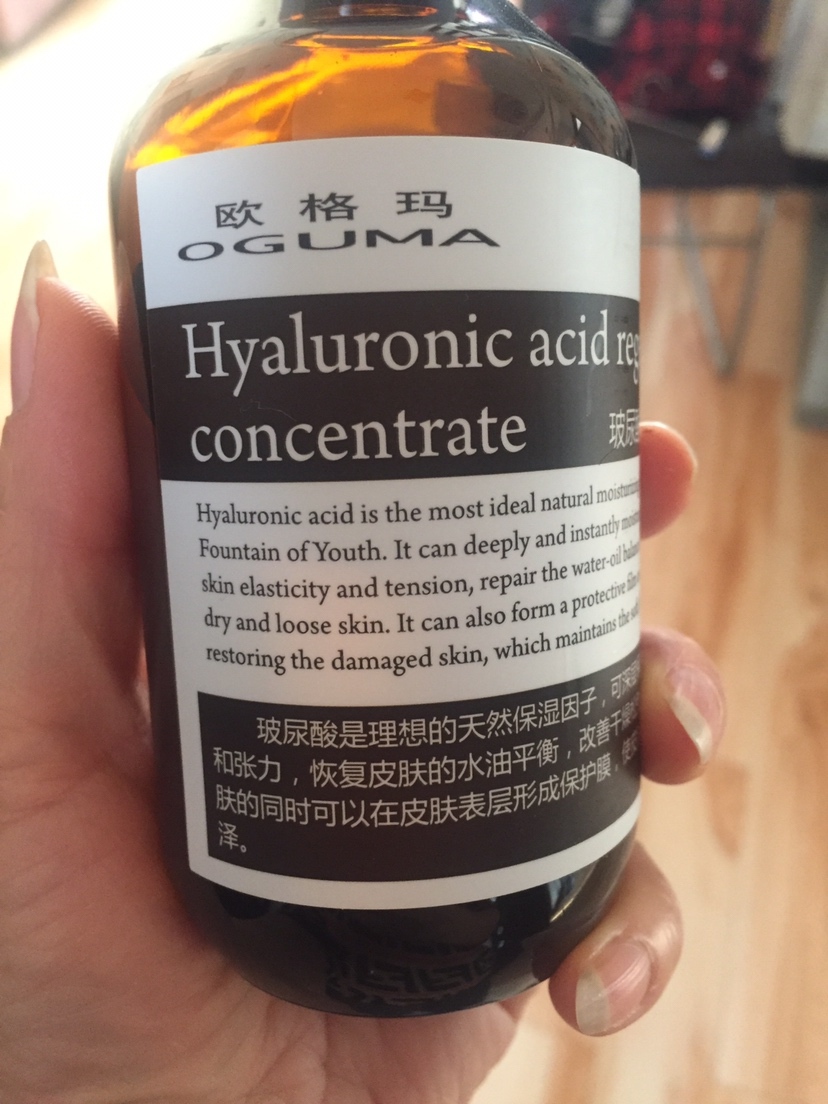 欧格玛
OGUMA
Hyaluronic acid
concentrate
玻尿
Hyaluronic acid is the most ideal natural
Fountain of Youth. It can deeply and instantly
skin elasticity and tension, repair the water-oil
dry and loose skin. It can also form a protective
restoring the damaged skin, which maintains the
玻尿酸是理想的天然保湿因子，可深
和张力，恢复皮肤的水油平衡，改善干
肤的同时可以在皮肤表层形成保护膜，
泽。